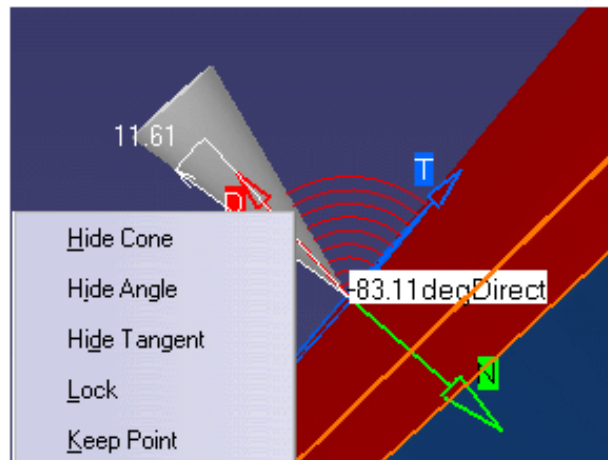 11.61
T
D
-83.11degDirect
N
Hide Cone
Hide Angle
Hide Tangent
Lock
Keep Point